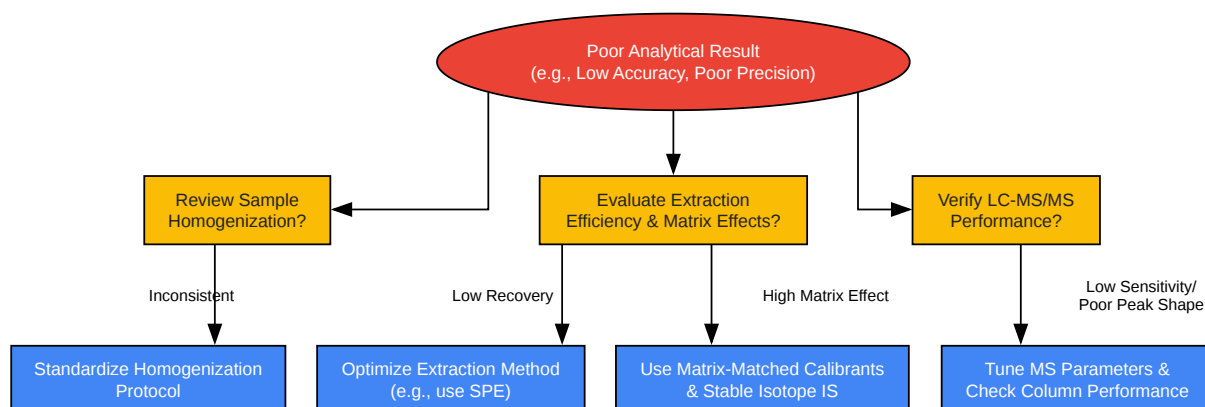 Poor Analytical Result
(e.g., Low Accuracy, Poor Precision)
Review Sample
Homogenization?
Evaluate Extraction
Efficiency & Matrix Effects?
Verify LC-MS/MS
Performance?
Inconsistent
Low Recovery
High Matrix Effect
Low Sensitivity/
Poor Peak Shape
Standardize Homogenization
Protocol
Optimize Extraction Method
(e.g., use SPE)
Use Matrix-Matched Calibrants
& Stable Isotope IS
Tune MS Parameters &
Check Column Performance